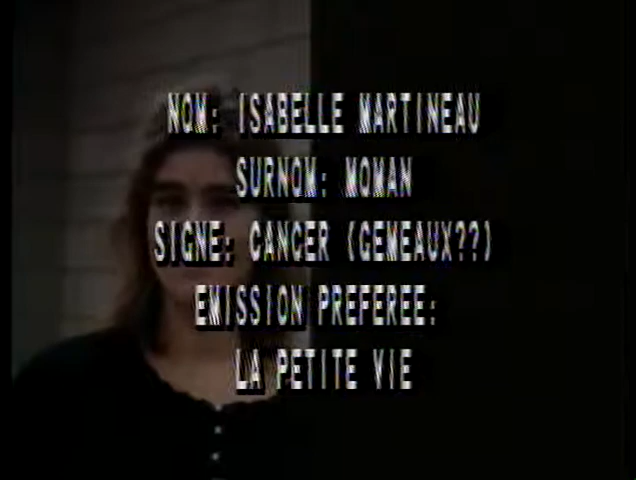 NOM: ISABELLE MARTINEAU
SURNOM: MOMAN
SIGNE: CANCER (GEMEAUX??)
EMISSION PREFEREE:
LA PETITE VIE